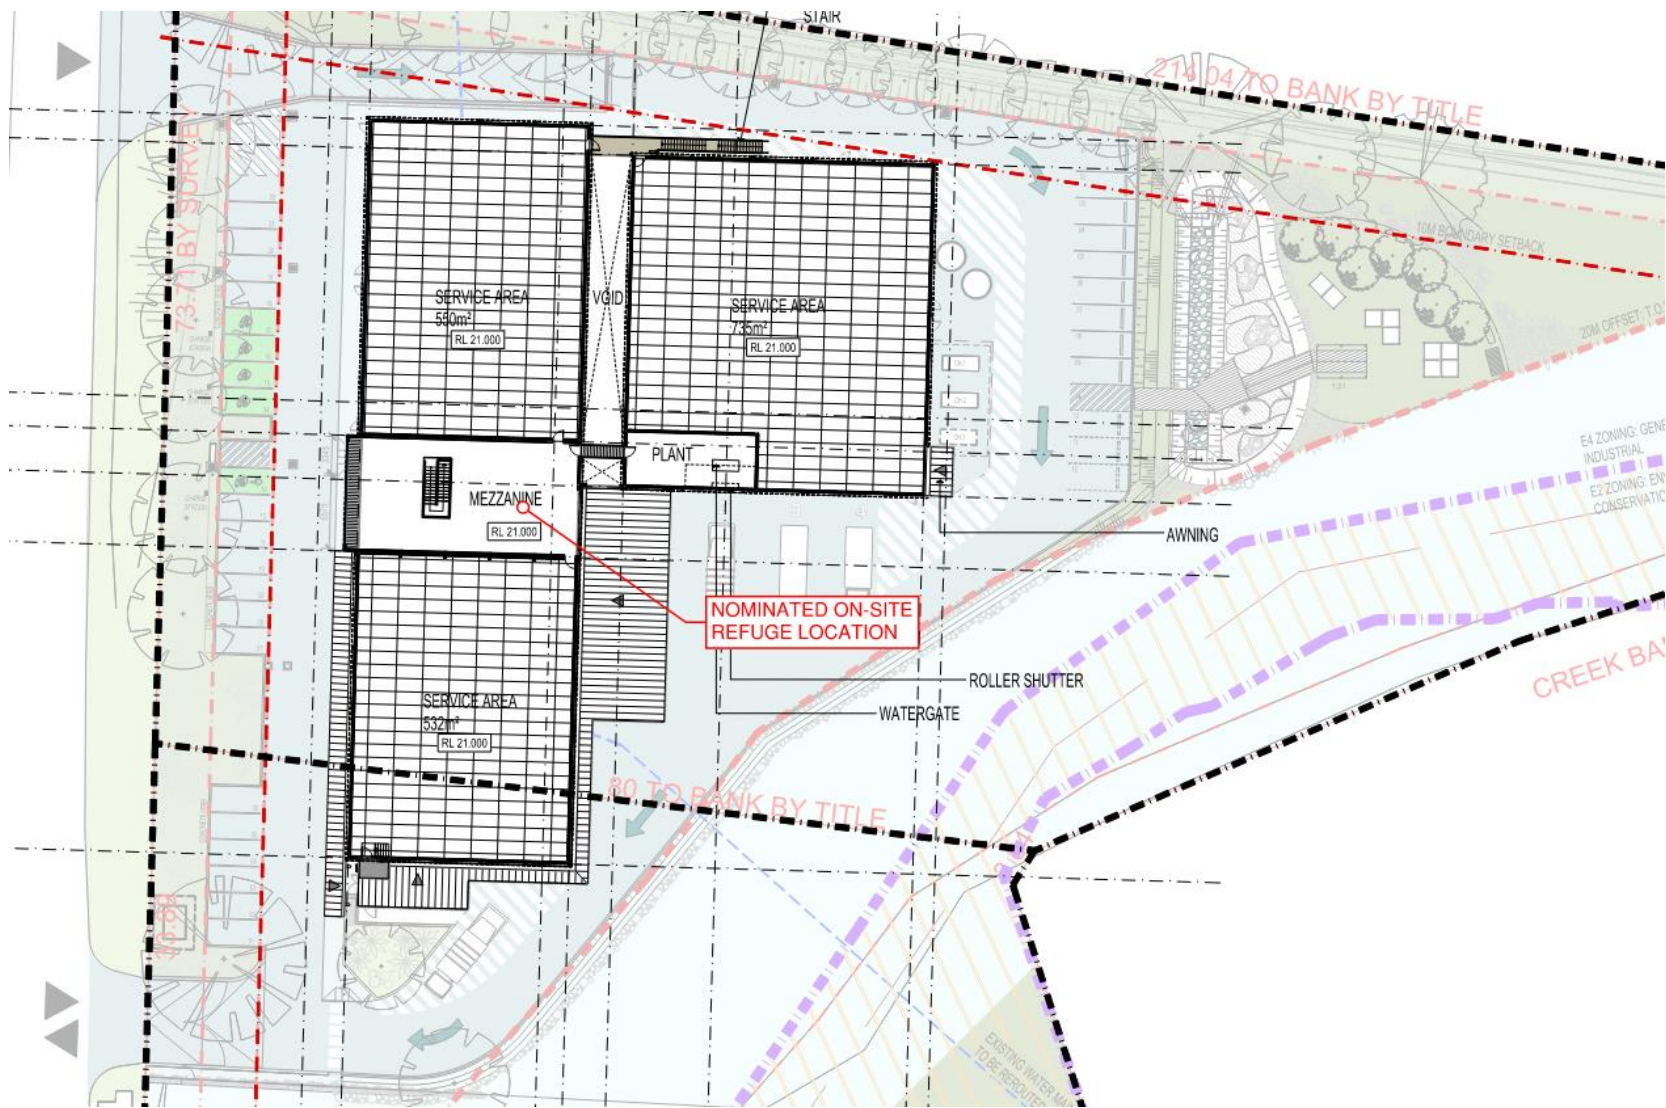 STAIR
214.04 TO BANK BY TITLE
73.71 BY SURVEY
10M BOUNDARY SETBACK
SERVICE AREA
550m²
RL 21.000
VOID
SERVICE AREA
735m²
RL 21.000
20M OFFSET: T.O.
PLANT
MEZZANINE
RL 21.000
E4 ZONING: GENE
INDUSTRIAL
E2 ZONING: EN
CONSERVATIO
AWNING
NOMINATED ON-SITE
REFUGE LOCATION
ROLLER SHUTTER
WATERGATE
CREEK BA
SERVICE AREA
532m²
RL 21.000
80 TO BANK BY TITLE
EXISTING WATER MA
TO BE REROUTE